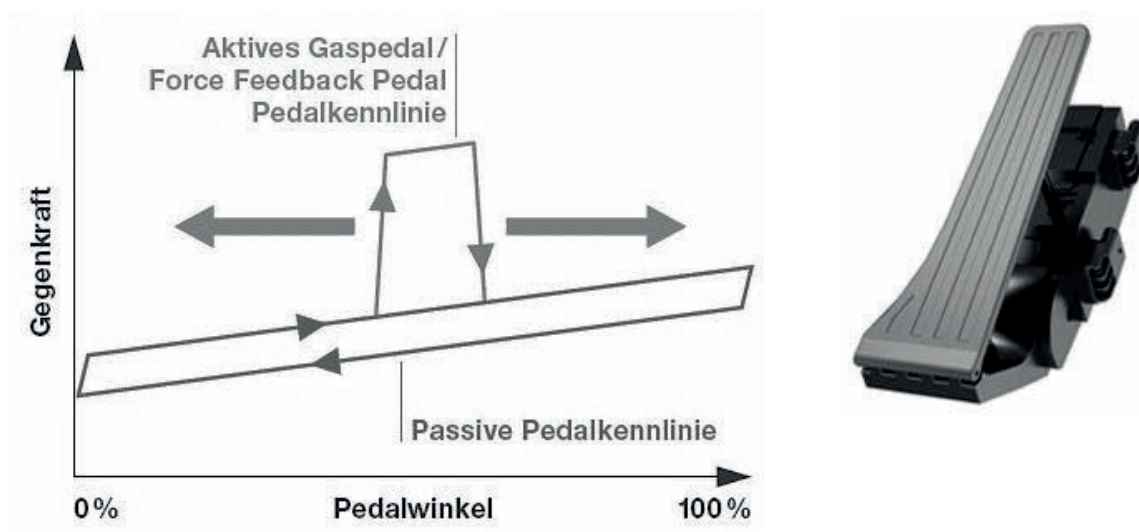 Aktives Gaspedal/
Force Feedback Pedal
Pedalkennlinie
Gegenkraft
Passive Pedalkennlinie
0 %
Pedalwinkel
100 %